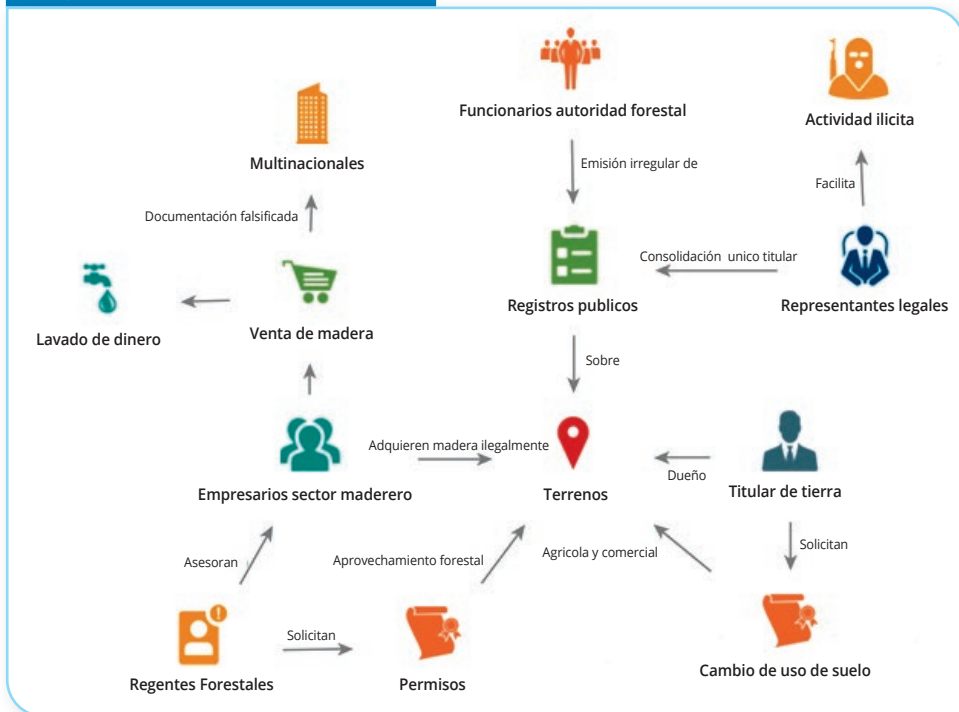 Funcionarios autoridad forestal
Actividad ilicita
Multinacionales
Emisión irregular de
Facilita
Documentación falsificada
Consolidación unico titular
Registros publicos
Representantes legales
Lavado de dinero
Venta de madera
Sobre
Adquieren madera ilegalmente
Dueño
Empresarios sector maderero
Terrenos
Titular de tierra
Solicitan
Asesoran
Aprovechamiento forestal
Agricola y comercial
Solicitan
Regentes Forestales
Permisos
Cambio de uso de suelo